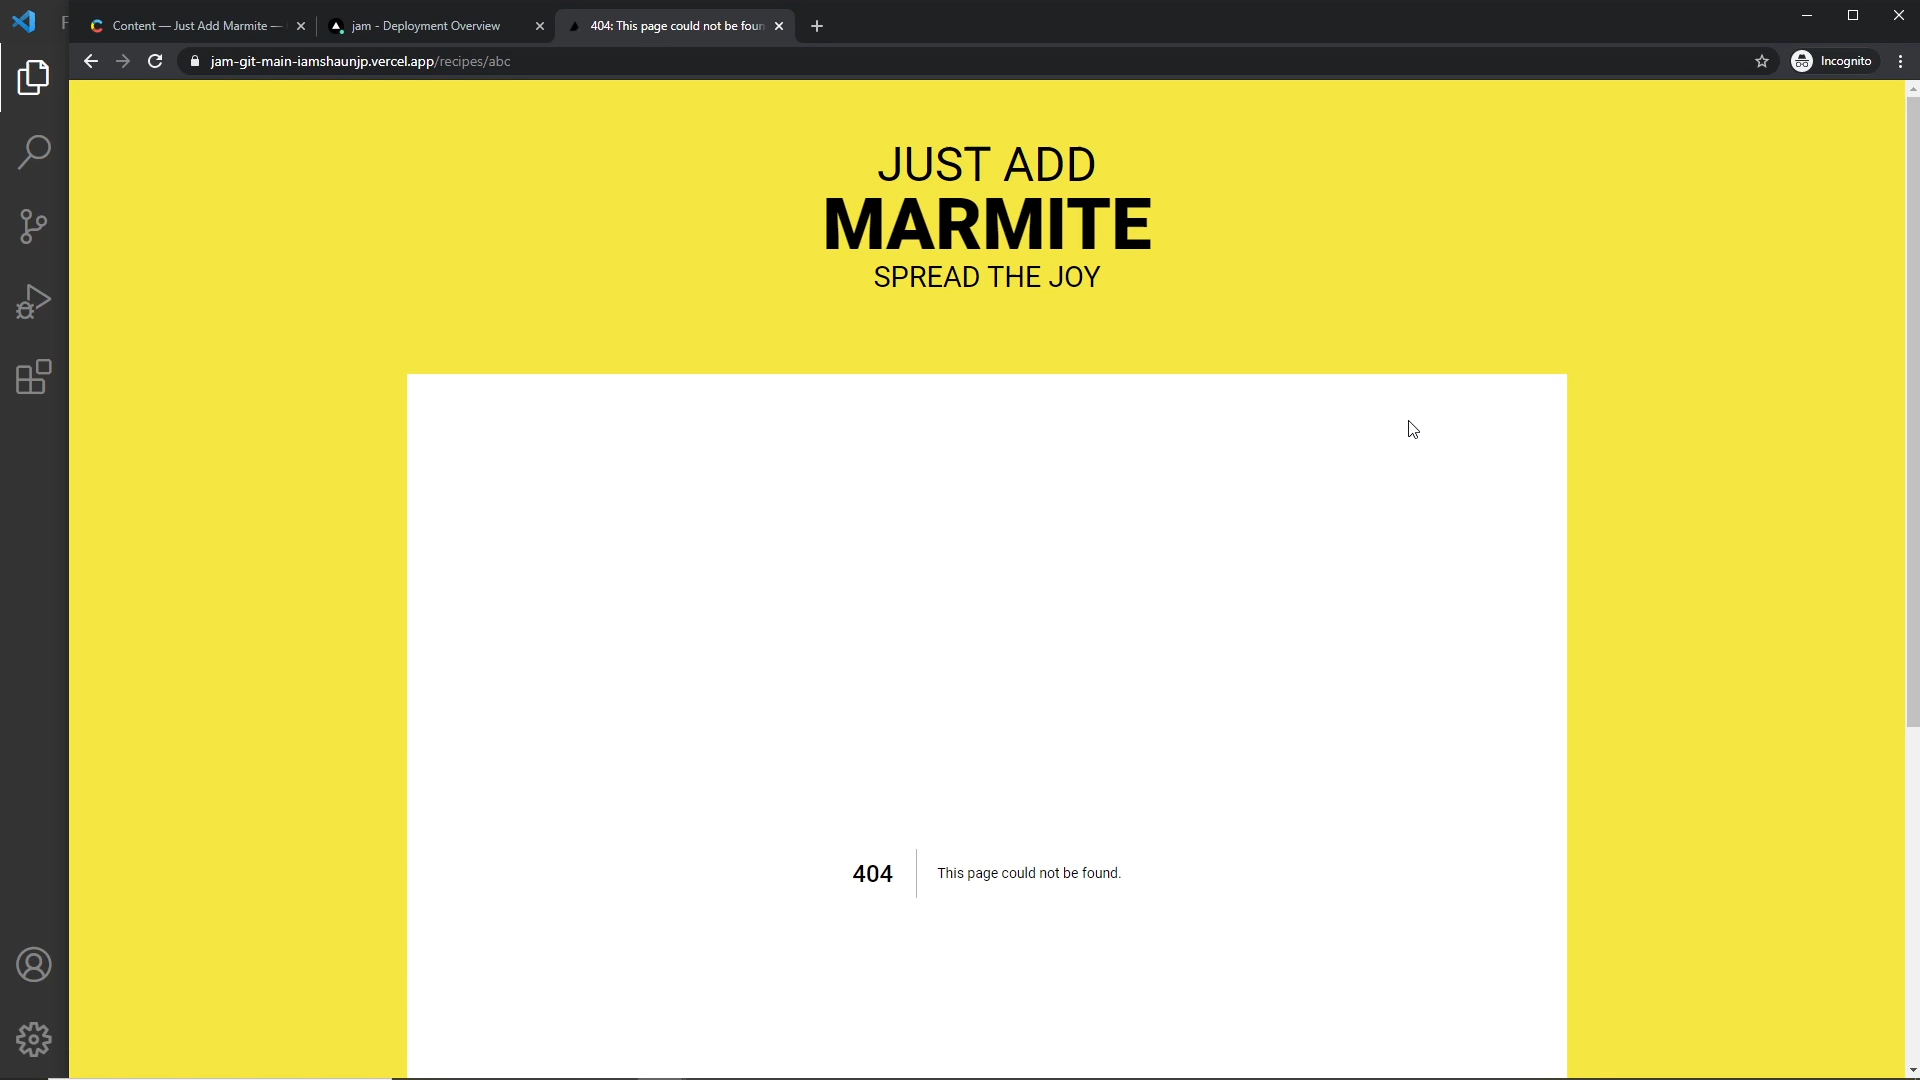 Content — Just Add Marmite —
jam - Deployment Overview
404: This page could not be foun
jam-git-main-iamshaunjp.vercel.app/recipes/abc
Incognito
JUST ADD
MARMITE
SPREAD THE JOY
404
This page could not be found.